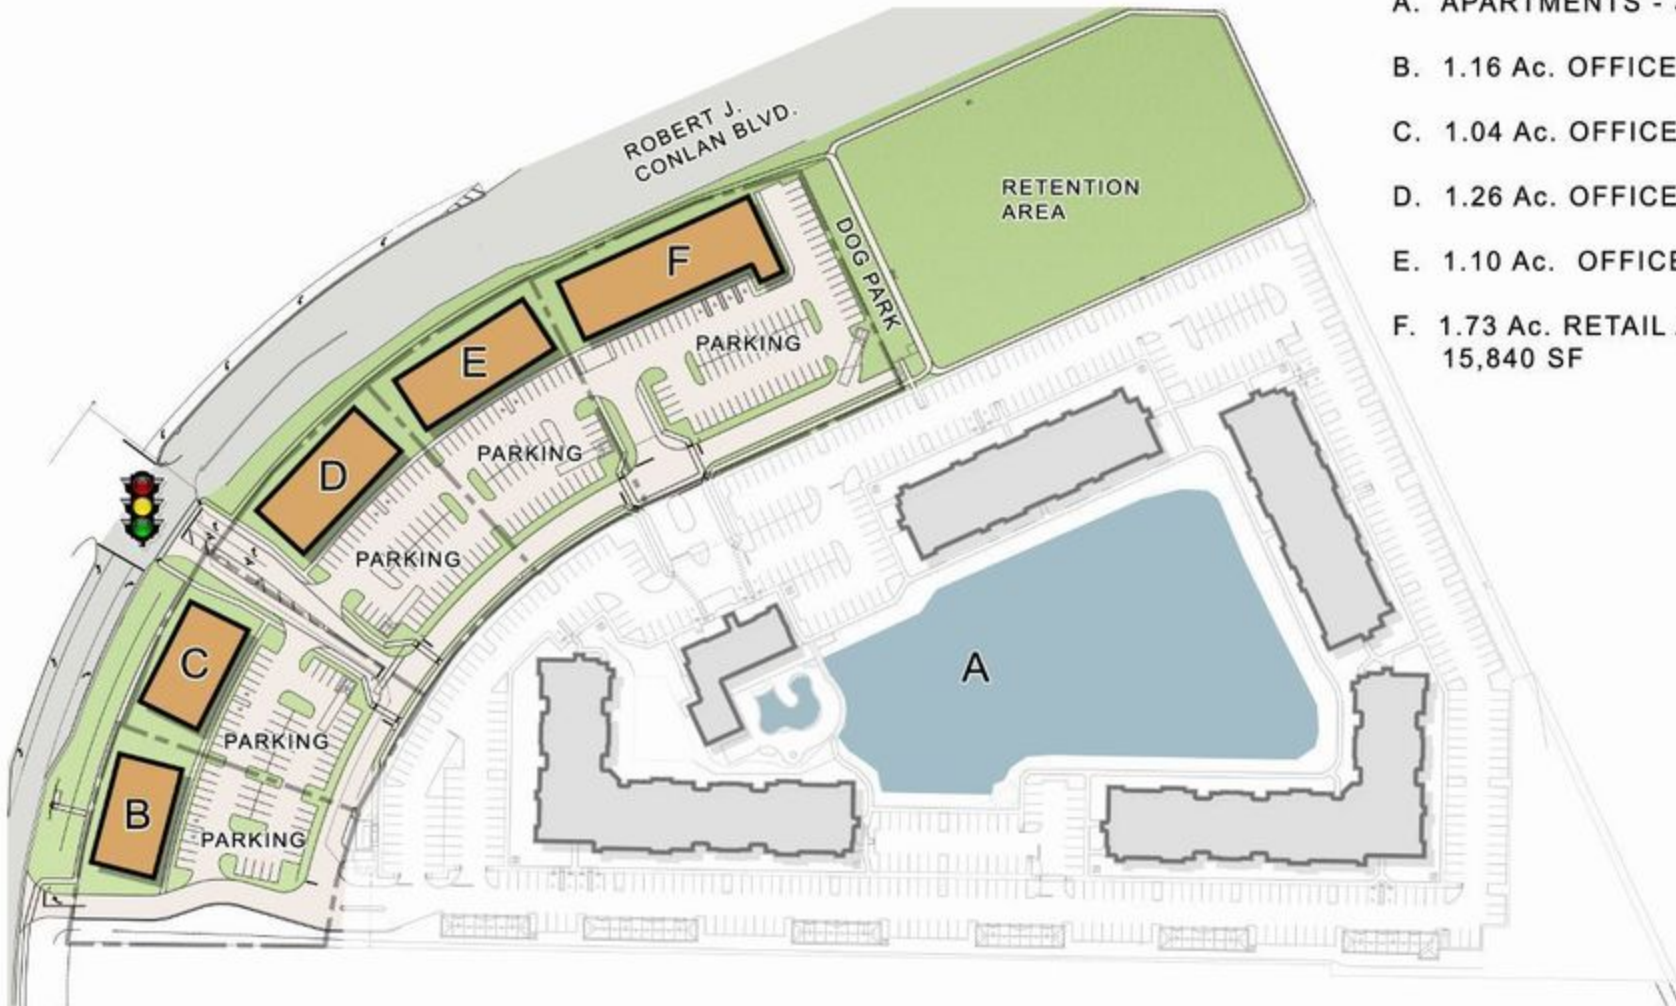 A. APARTMENTS -
B. 1.16 Ac. OFFICE
C. 1.04 Ac. OFFICE
D. 1.26 Ac. OFFICE
E. 1.10 Ac. OFFICE
F. 1.73 Ac. RETAIL
15,840 SF
ROBERT J.
CONLAN BLVD.
RETENTION
AREA
DOG PARK
F
PARKING
E
PARKING
D
PARKING
C
PARKING
B
PARKING
A